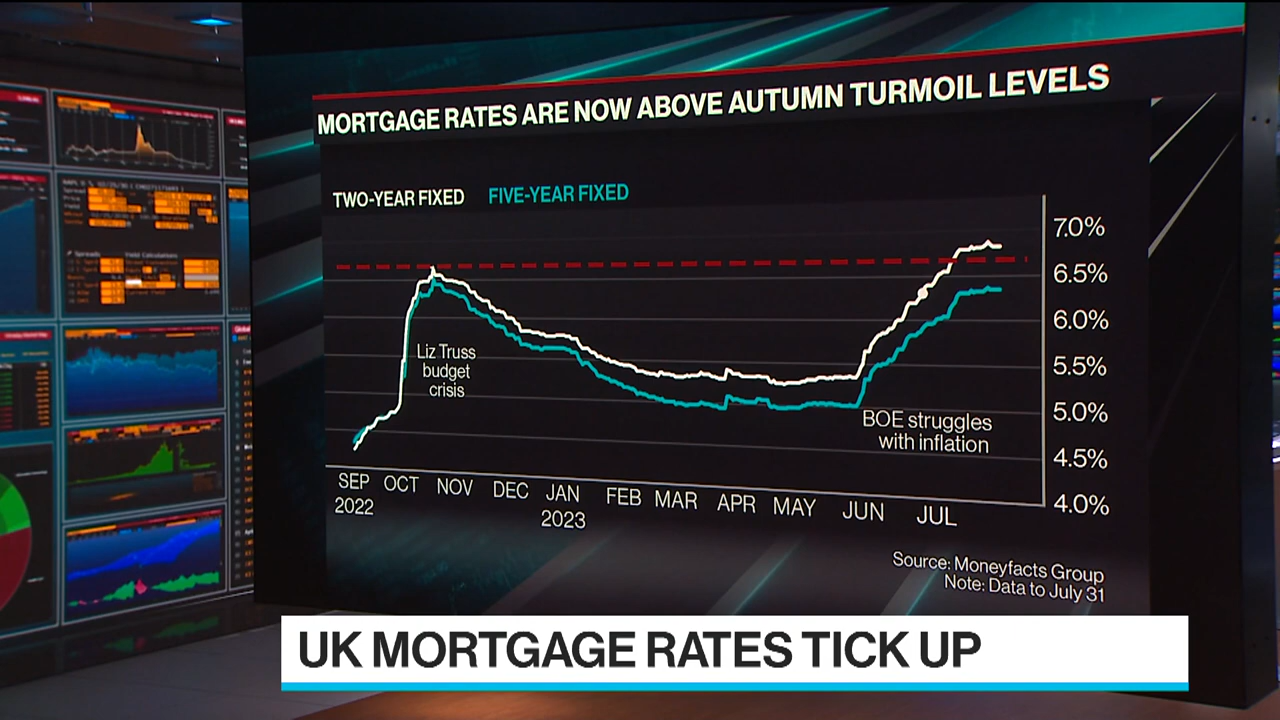 MORTGAGE RATES ARE NOW ABOVE AUTUMN TURMOIL LEVELS
TWO-YEAR FIXED FIVE-YEAR FIXED
7.0%
6.5%
6.0%
5.5%
5.0%
4.5%
4.0%
Liz Truss
budget
crisis
BOE struggles
with inflation
SEP OCT NOV DEC JAN FEB MAR APR MAY JUN JUL
2022 2023
Source: Moneyfacts Group
Note: Data to July 31
UK MORTGAGE RATES TICK UP